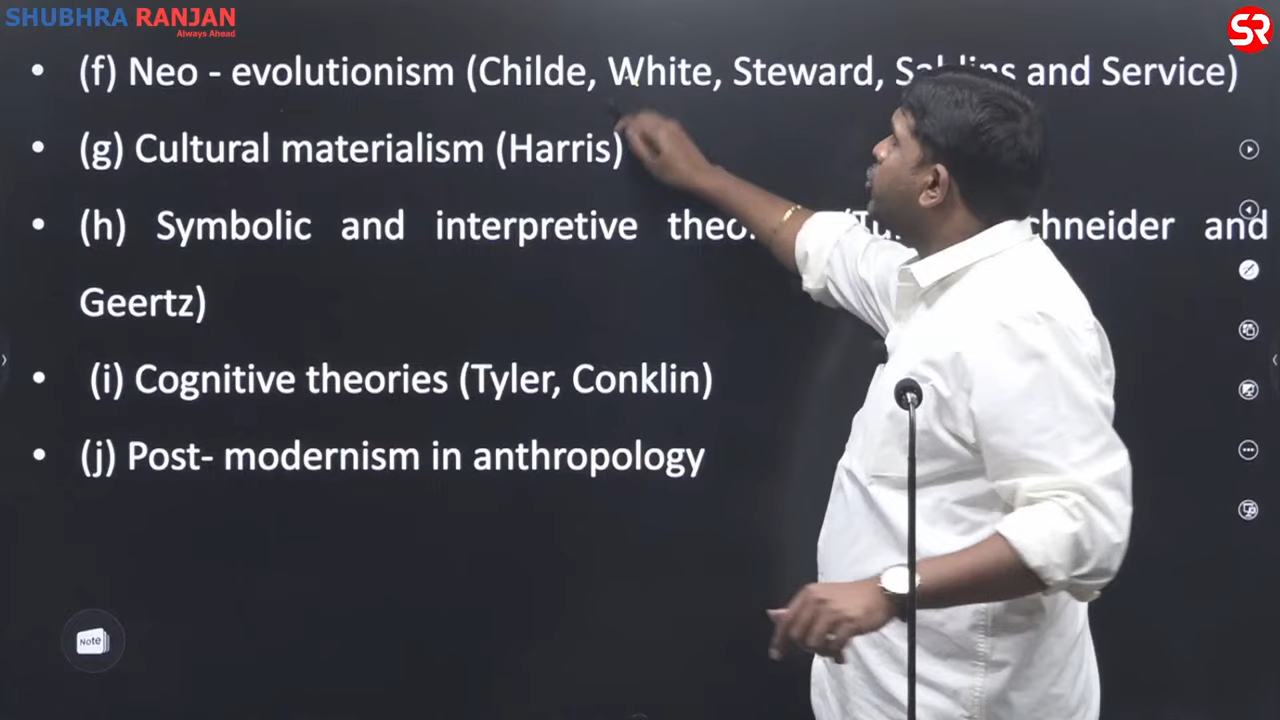 SHUBHRA RANJAN
Always Ahead
SR
• (f) Neo - evolutionism (Childe, White, Steward, and Service)
• (g) Cultural materialism (Harris)
• (h) Symbolic and interpretive and
Geertz)
• (i) Cognitive theories (Tyler, Conklin)
• (j) Post- modernism in anthropology
Note